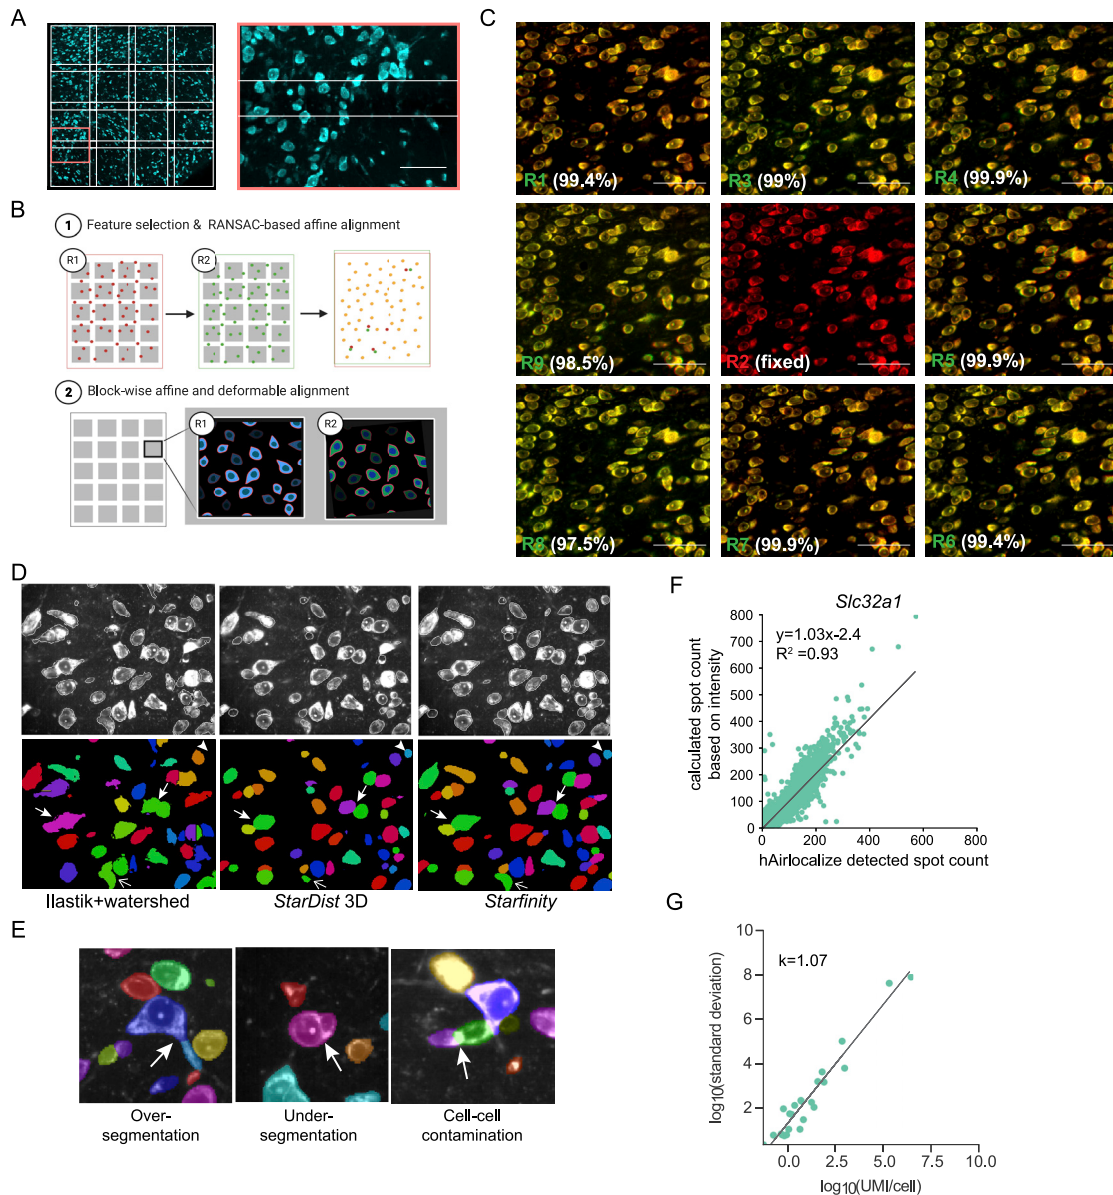 A
B
1 Feature selection & RANSAC-based affine alignment
R1
R2
2 Block-wise affine and deformable alignment
R1
R2
C
R1 (99.4%)
R3 (99%)
R4 (99.9%)
R9 (98.5%)
R2 (fixed)
R5 (99.9%)
R8 (97.5%)
R7 (99.9%)
R6 (99.4%)
D
Ilastik+watershed
StarDist 3D
Starfinity
E
Over-
segmentation
Under-
segmentation
Cell-cell
contamination
F
Slc32a1
y=1.03x-2.4
R² =0.93
calculated spot count
based on intensity
800
700
600
500
400
300
200
100
0
0
200
400
600
800
hAirlocalize detected spot count
G
k=1.07
log10(standard deviation)
10
8
6
4
2
0.0
2.5
5.0
7.5
10.0
log10(UMI/cell)